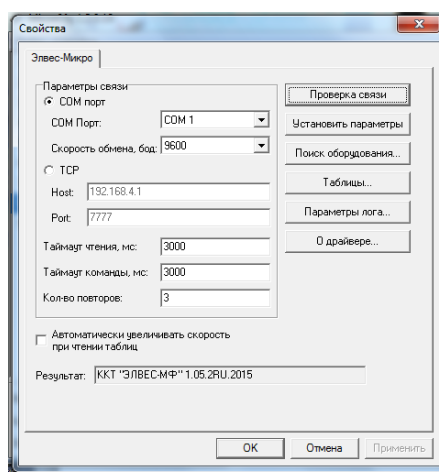 Свойства
Элвес-Микро
Параметры связи
COM порт
COM Порт: COM 1
Скорость обмена, бод: 9600
TCP
Host: 192.168.4.1
Port: 7777
Таймаут чтения, мс: 3000
Таймаут команды, мс: 3000
Кол-во повторов: 3
Проверка связи
Установить параметры
Поиск оборудования...
Таблицы...
Параметры лога...
О драйвере...
Автоматически увеличивать скорость
при чтении таблиц
Результат: ККТ "ЭЛВЕС-МФ" 1.05.2RU.2015
OK Отмена Применить